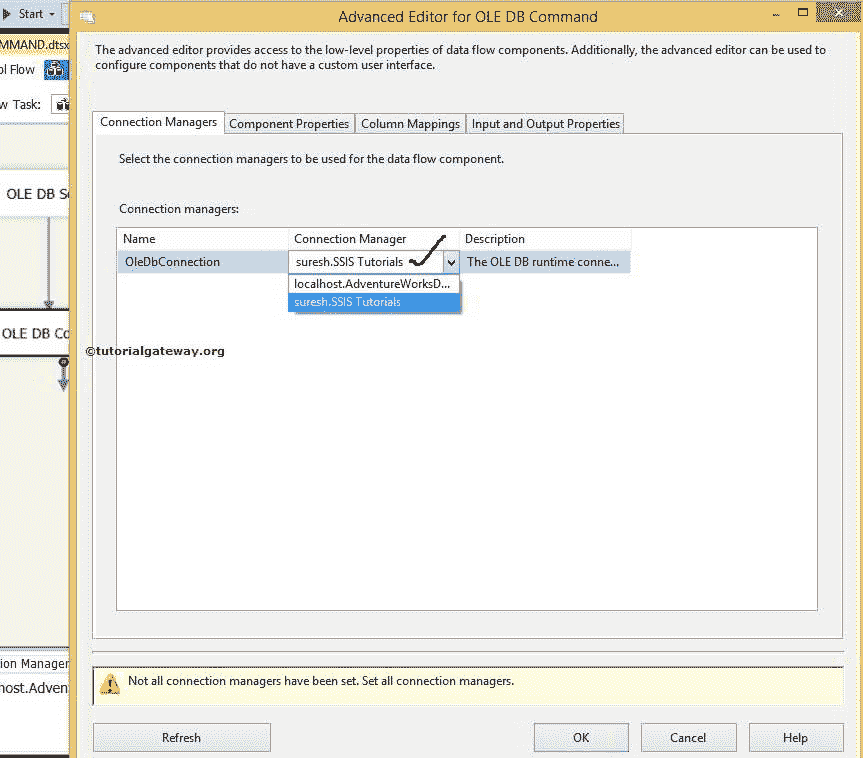 Start
Advanced Editor for OLE DB Command
MMAND.dtsx
ol Flow
w Task:
The advanced editor provides access to the low-level properties of data flow components. Additionally, the advanced editor can be used to
configure components that do not have a custom user interface.
Connection Managers Component Properties Column Mappings Input and Output Properties
Select the connection managers to be used for the data flow component.
OLE DB So
Connection managers:
Name Connection Manager Description
OleDbConnection suresh.SSIS Tutorials The OLE DB runtime conne...
localhost.AdventureWorksD...
suresh.SSIS Tutorials
OLE DB Co
©tutorialgateway.org
ion Manager
Not all connection managers have been set. Set all connection managers.
host.Adven
Refresh OK Cancel Help